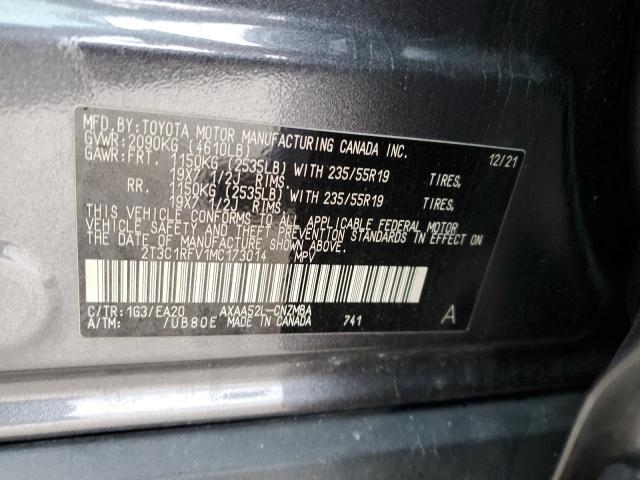 MFD.BY:TOYOTA MOTOR MANUFACTURING CANADA INC.
GVWR:2090KG (4610LB) 12/21
GAWR:FRT. 1150KG (2535LB) WITH 235/55R19 TIRES,
19X7 1/2J RIMS.
RR. 1150KG (2535LB) WITH 235/55R19 TIRES,
19X7 1/2J RIMS.
THIS VEHICLE CONFORMS TO ALL APPLICABLE FEDERAL MOTOR
VEHICLE SAFETY AND THEFT PREVENTION STANDARDS IN EFFECT ON
THE DATE OF MANUFACTURE SHOWN ABOVE.
2T3C1RFV1MC173014 MPV
C/TR:1G3/EA20 AXAA52L-CNZMBA A
A/TM: /UB80E MADE IN CANADA 741